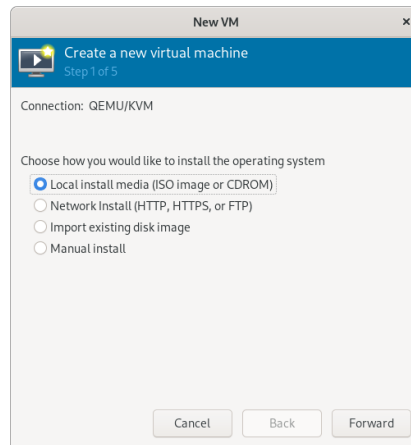 New VM
×
Create a new virtual machine
Step 1 of 5
Connection: QEMU/KVM
Choose how you would like to install the operating system
Local install media (ISO image or CDROM)
Network Install (HTTP, HTTPS, or FTP)
Import existing disk image
Manual install
Cancel Back Forward